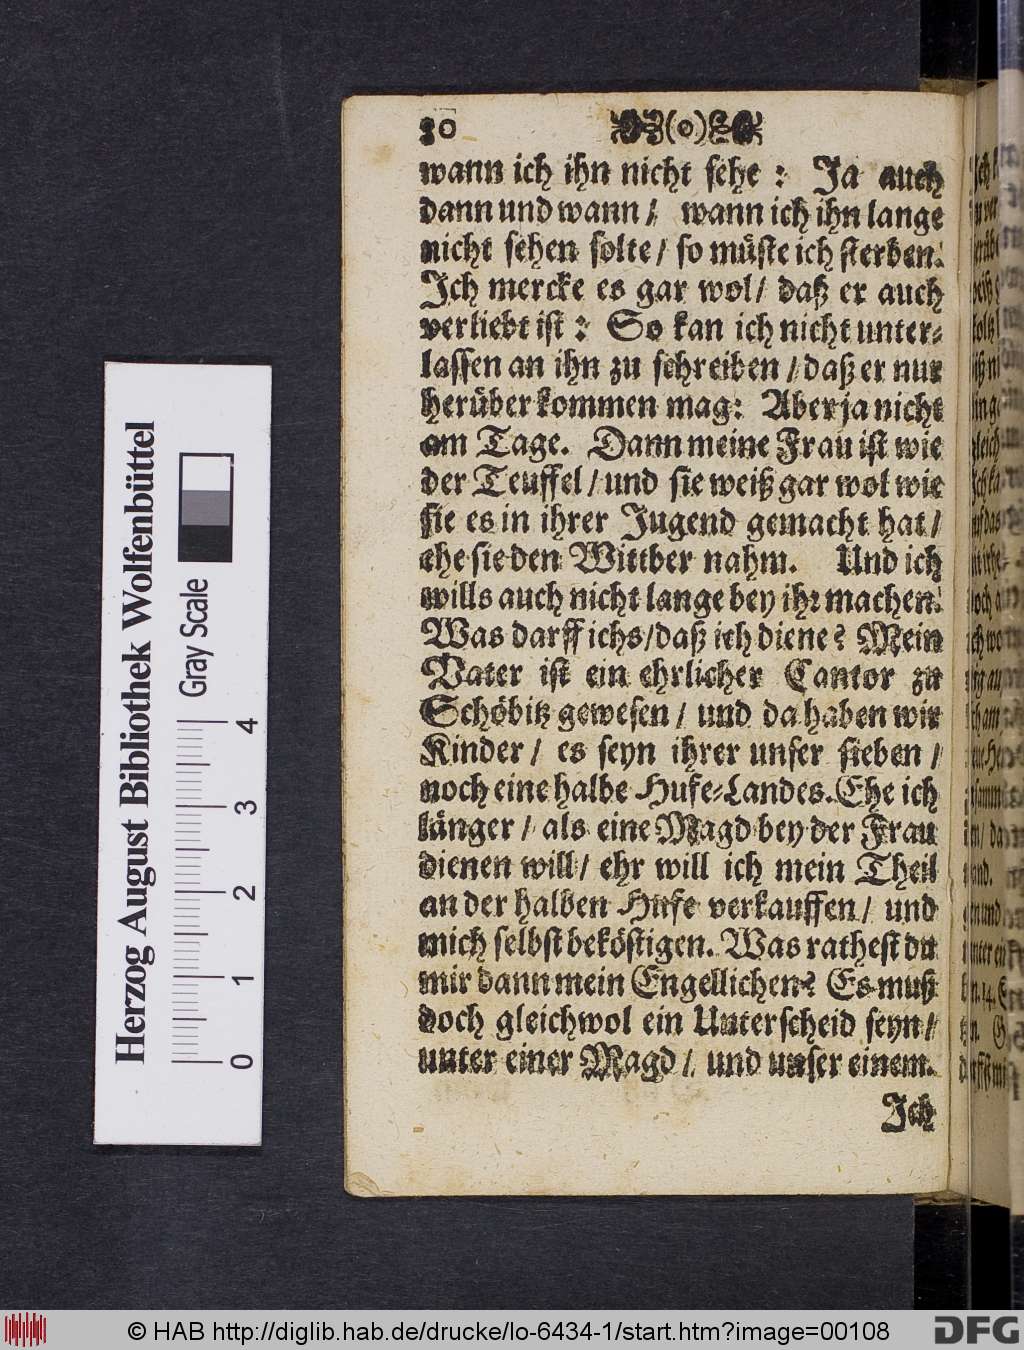 30 (o)
wann ich ihn nicht sehe : Ja auch
dann und wann / wann ich ihn lange
nicht sehen solte / so müste ich sterben.
Ich mercke es gar wol / daß er auch
verliebt ist : So kan ich nicht unter-
lassen an ihn zu schreiben / daß er nur
herüber kommen mag: Aber ja nicht
am Tage. Dann meine Frau ist wie
der Teuffel / und sie weiß gar wol wie
sie es in ihrer Jugend gemacht hat /
ehe sie den Wittber nahm. Und ich
wills auch nicht lange bey ihr machen.
Was darff ichs / daß ich diene? Mein
Vater ist ein ehrlicher Cantor zu
Schöbitz gewesen / und da haben wir
Kinder / es seyn ihrer unser sieben /
noch eine halbe Hufe-Landes. Ehe ich
länger / als eine Magd bey der Frau
dienen will / ehr will ich mein Theil
an der halben Hufe verkauffen / und
mich selbst beköstigen. Was rathest du
mir dann mein Engellichen? Es muß
doch gleichwol ein Unterscheid seyn /
unter einer Magd / und unser einem.
Ich
Herzog August Bibliothek Wolfenbüttel
Gray Scale
0 1 2 3 4
© HAB http://diglib.hab.de/drucke/lo-6434-1/start.htm?image=00108
DFG